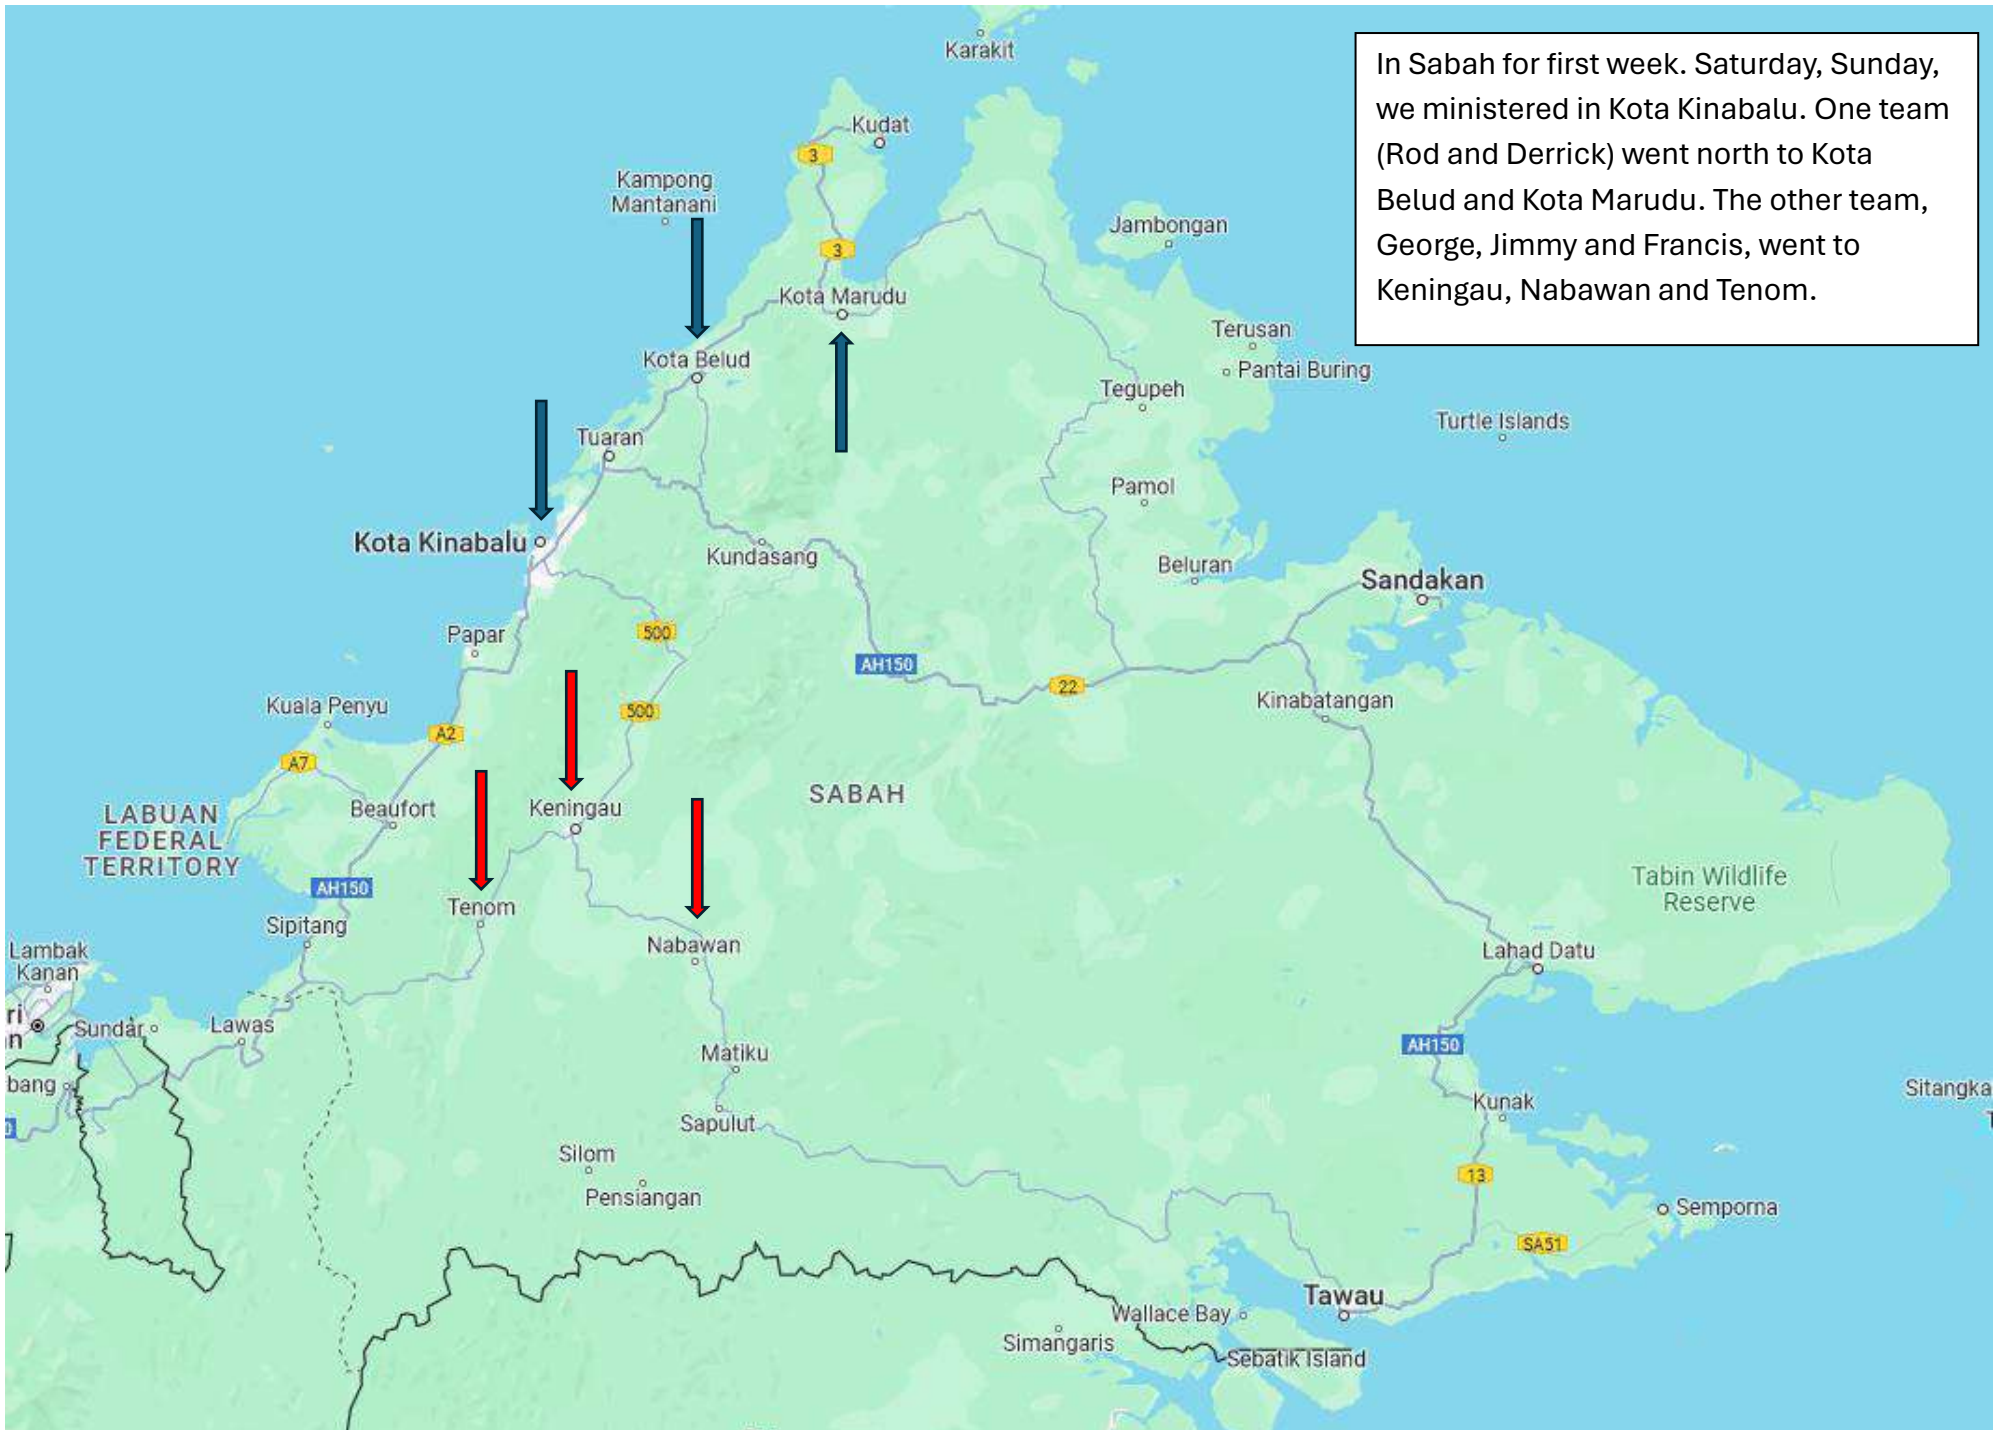 Karakit
In Sabah for first week. Saturday, Sunday,
we ministered in Kota Kinabalu. One team
(Rod and Derrick) went north to Kota
Belud and Kota Marudu. The other team,
George, Jimmy and Francis, went to
Keningau, Nabawan and Tenom.
Kudat
3
Kampong
Mantanani
Jambongan
3
Kota Marudu
Terusan
Kota Belud
Pantai Buring
Tegupeh
Turtle Islands
Tuaran
Pamol
Kota Kinabalu
Kundasang
Beluran
Sandakan
Papar
500
AH150
22
Kinabatangan
Kuala Penyu
500
A2
A7
SABAH
LABUAN
FEDERAL
TERRITORY
Beaufort
Keningau
Tabin Wildlife
Reserve
AH150
Tenom
Sipitang
Nabawan
Lahad Datu
Lambak
Kanan
ri
n
Sundar
Lawas
Matiku
AH150
bang
Sitangka
Kunak
Sapulut
Silom
Pensiangan
13
Semporna
SA51
Tawau
Wallace Bay
Simangaris
Sebatik Island